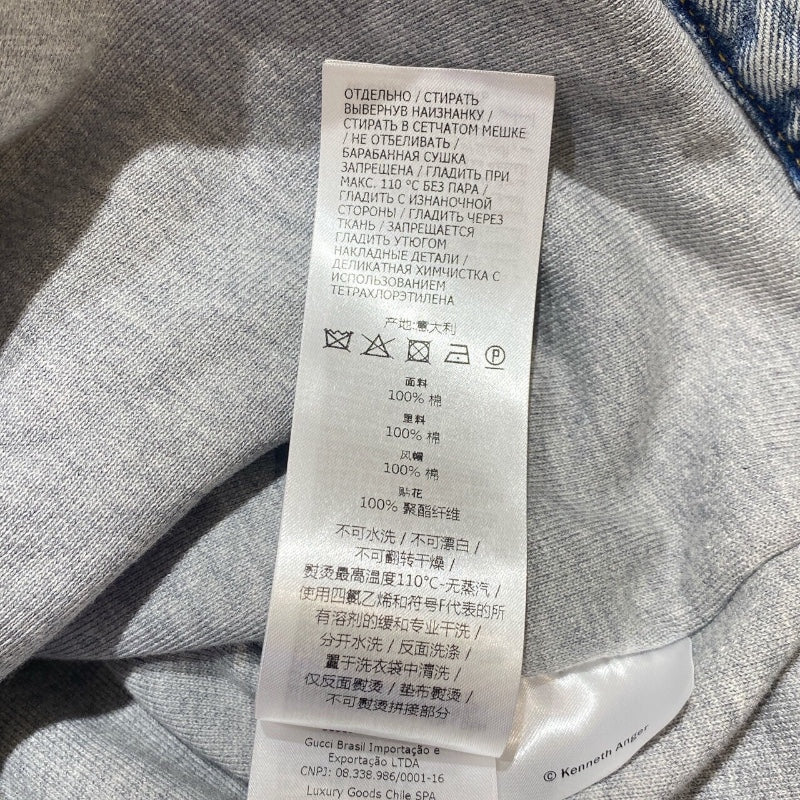 ОТДЕЛЬНО / СТИРАТЬ
ВЫВЕРНУВ НАИЗНАНКУ /
СТИРАТЬ В СЕТЧАТОМ МЕШКЕ
/ НЕ ОТБЕЛИВАТЬ /
БАРАБАННАЯ СУШКА
ЗАПРЕЩЕНА / ГЛАДИТЬ ПРИ
МАКС. 110 °C БЕЗ ПАРА /
ГЛАДИТЬ С ИЗНАНОЧНОЙ
СТОРОНЫ / ГЛАДИТЬ ЧЕРЕЗ
ТКАНЬ / ЗАПРЕЩАЕТСЯ
ГЛАДИТЬ УТЮГОМ
НАКЛАДНЫЕ ДЕТАЛИ /
ДЕЛИКАТНАЯ ХИМЧИСТКА С
ИСПОЛЬЗОВАНИЕМ
ТЕТРАХЛОРЭТИЛЕНА
产地:意大利
P
面料
100% 棉
里料
100% 棉
风帽
100% 棉
贴花
100% 聚酯纤维
不可水洗 / 不可漂白 /
不可翻转干燥 /
熨烫最高温度110°C-无蒸汽 /
使用四氯乙烯和符号F代表的所
有溶剂的缓和专业干洗 /
分开水洗 / 反面洗涤 /
置于洗衣袋中清洗 /
仅反面熨烫 / 垫布熨烫 /
不可熨烫拼接部分
Gucci Brasil Importação e
Exportação LTDA
CNPJ: 08.338.986/0001-16
Luxury Goods Chile SPA
© Kenneth Anger